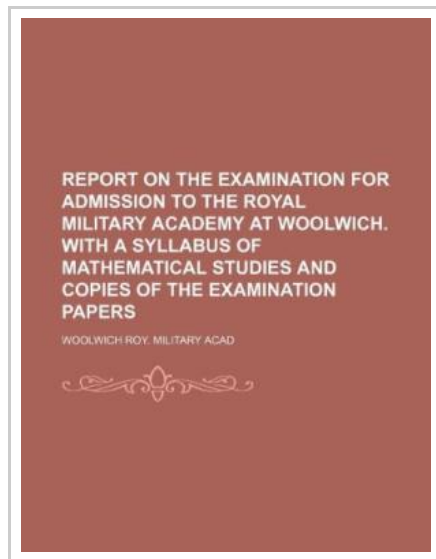 REPORT ON THE EXAMINATION FOR
ADMISSION TO THE ROYAL
MILITARY ACADEMY AT WOOLWICH.
WITH A SYLLABUS OF
MATHEMATICAL STUDIES AND
COPIES OF THE EXAMINATION
PAPERS
WOOLWICH ROY. MILITARY ACAD